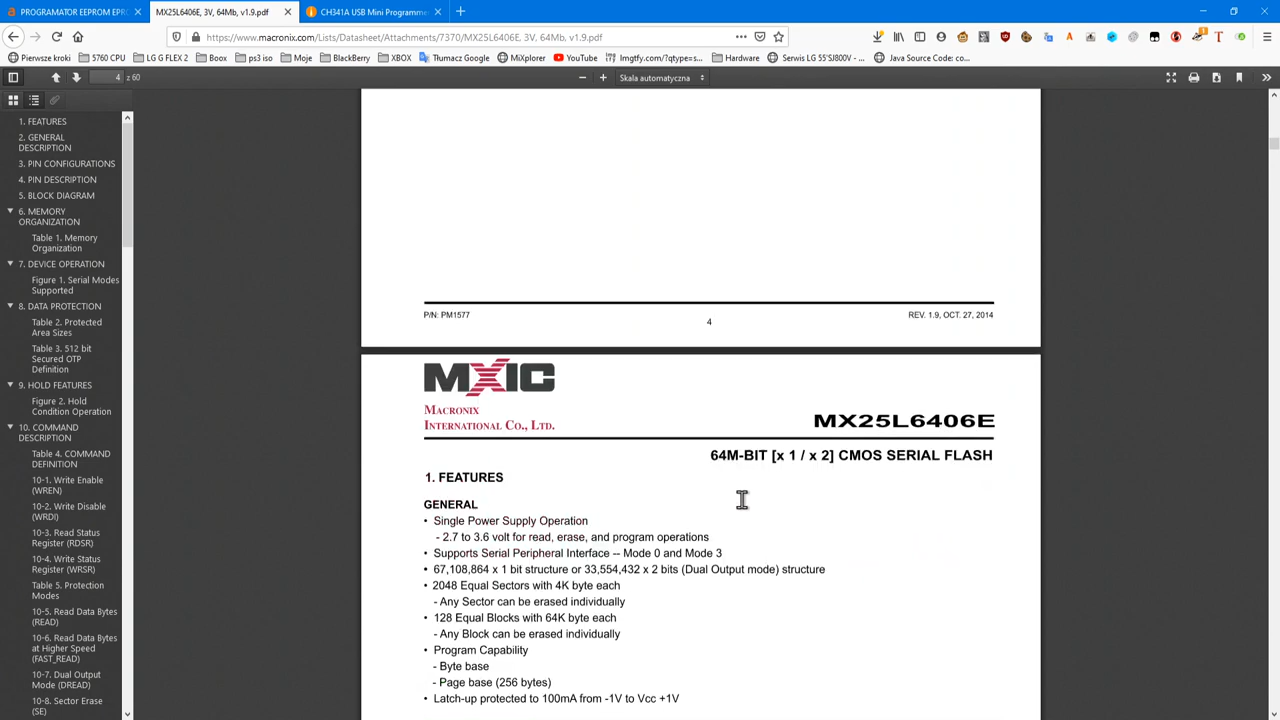 PROGRAMATOR EEPROM EPRO
MX25L6406E, 3V, 64Mb, v1.9.pdf
CH341A USB Mini Programme
https://www.macronix.com/Lists/Datasheet/Attachments/7370/MX25L6406E, 3V, 64Mb, v1.9.pdf
Pierwsze kroki
5760 CPU
LG G FLEX 2
Boox
ps3 iso
Moje
BlackBerry
XBOX
Tłumacz Google
MiXplorer
YouTube
lmgtfy.com/?qtype=s...
Hardware
Serwis LG 55'SJ800V - ...
Java Source Code: co...
4 z 60
Skala automatyczna
1. FEATURES
2. GENERAL
DESCRIPTION
3. PIN CONFIGURATIONS
4. PIN DESCRIPTION
5. BLOCK DIAGRAM
6. MEMORY
ORGANIZATION
Table 1. Memory
Organization
7. DEVICE OPERATION
Figure 1. Serial Modes
Supported
8. DATA PROTECTION
Table 2. Protected
Area Sizes
Table 3. 512 bit
Secured OTP
Definition
9. HOLD FEATURES
Figure 2. Hold
Condition Operation
10. COMMAND
DESCRIPTION
Table 4. COMMAND
DEFINITION
10-1. Write Enable
(WREN)
10-2. Write Disable
(WRDI)
10-3. Read Status
Register (RDSR)
10-4. Write Status
Register (WRSR)
Table 5. Protection
Modes
10-5. Read Data Bytes
(READ)
10-6. Read Data Bytes
at Higher Speed
(FAST_READ)
10-7. Dual Output
Mode (DREAD)
10-8. Sector Erase
(SE)
P/N: PM1577
4
REV. 1.9, OCT. 27, 2014
MXIC
MACRONIX
INTERNATIONAL CO., LTD.
MX25L6406E
64M-BIT [x 1 / x 2] CMOS SERIAL FLASH
1. FEATURES
GENERAL
• Single Power Supply Operation
- 2.7 to 3.6 volt for read, erase, and program operations
• Supports Serial Peripheral Interface -- Mode 0 and Mode 3
• 67,108,864 x 1 bit structure or 33,554,432 x 2 bits (Dual Output mode) structure
• 2048 Equal Sectors with 4K byte each
- Any Sector can be erased individually
• 128 Equal Blocks with 64K byte each
- Any Block can be erased individually
• Program Capability
- Byte base
- Page base (256 bytes)
• Latch-up protected to 100mA from -1V to Vcc +1V